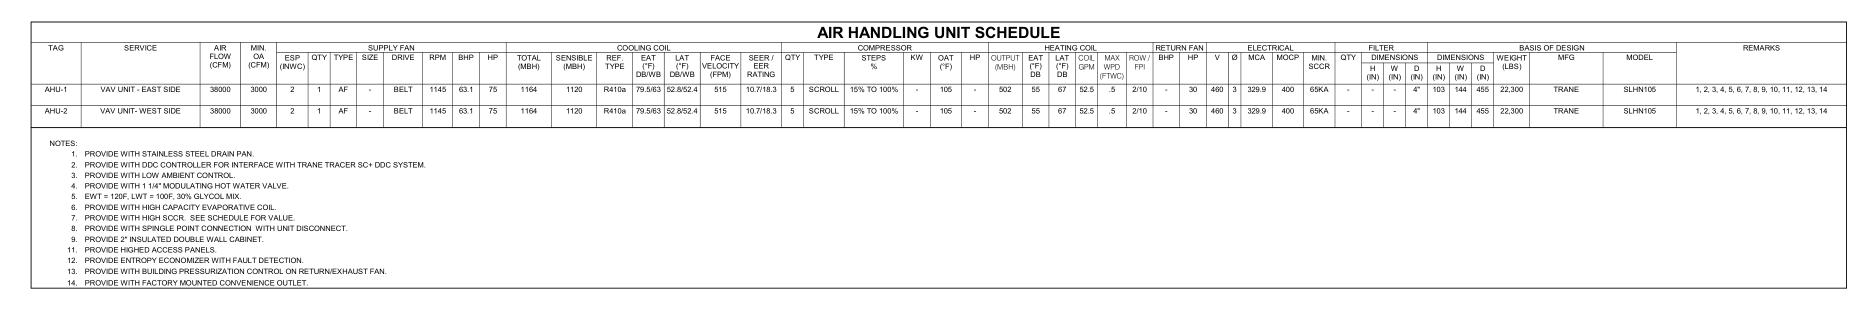 AIR HANDLING UNIT SCHEDULE
TAG SERVICE AIR FLOW (CFM) MIN. OA (CFM) SUPPLY FAN COOLING COIL COMPRESSOR HEATING COIL RETURN FAN ELECTRICAL FILTER BASIS OF DESIGN REMARKS
ESP (INWC) QTY TYPE SIZE DRIVE RPM BHP HP TOTAL (MBH) SENSIBLE (MBH) REF. TYPE EAT (°F) DB/WB LAT (°F) DB/WB FACE VELOCITY (FPM) SEER / EER RATING QTY TYPE STEPS % KW OAT (°F) HP OUTPUT (MBH) EAT (°F) DB LAT (°F) DB COIL GPM MAX WPD (FTWC) ROW / FPI BHP HP V Ø MCA MOCP MIN. SCCR QTY DIMENSIONS DIMENSIONS WEIGHT (LBS) MFG MODEL
H (IN) W (IN) D (IN) H (IN) W (IN) D (IN)
AHU-1 VAV UNIT - EAST SIDE 38000 3000 2 1 AF - BELT 1145 63.1 75 1164 1120 R410a 79.5/63 52.8/52.4 515 10.7/18.3 5 SCROLL 15% TO 100% - 105 - 502 55 67 52.5 .5 2/10 - 30 460 3 329.9 400 65KA - - - 4" 103 144 455 22,300 TRANE SLHN105 1, 2, 3, 4, 5, 6, 7, 8, 9, 10, 11, 12, 13, 14
AHU-2 VAV UNIT- WEST SIDE 38000 3000 2 1 AF - BELT 1145 63.1 75 1164 1120 R410a 79.5/63 52.8/52.4 515 10.7/18.3 5 SCROLL 15% TO 100% - 105 - 502 55 67 52.5 .5 2/10 - 30 460 3 329.9 400 65KA - - - 4" 103 144 455 22,300 TRANE SLHN105 1, 2, 3, 4, 5, 6, 7, 8, 9, 10, 11, 12, 13, 14
NOTES:
1. PROVIDE WITH STAINLESS STEEL DRAIN PAN.
2. PROVIDE WITH DDC CONTROLLER FOR INTERFACE WITH TRANE TRACER SC+ DDC SYSTEM.
3. PROVIDE WITH LOW AMBIENT CONTROL.
4. PROVIDE WITH 1 1/4" MODULATING HOT WATER VALVE.
5. EWT = 120F, LWT = 100F, 30% GLYCOL MIX.
6. PROVIDE WITH HIGH CAPACITY EVAPORATIVE COIL.
7. PROVIDE WITH HIGH SCCR. SEE SCHEDULE FOR VALUE.
8. PROVIDE WITH SPINGLE POINT CONNECTION WITH UNIT DISCONNECT.
9. PROVIDE 2" INSULATED DOUBLE WALL CABINET.
11. PROVIDE HIGHED ACCESS PANELS.
12. PROVIDE ENTROPY ECONOMIZER WITH FAULT DETECTION.
13. PROVIDE WITH BUILDING PRESSURIZATION CONTROL ON RETURN/EXHAUST FAN.
14. PROVIDE WITH FACTORY MOUNTED CONVENIENCE OUTLET.